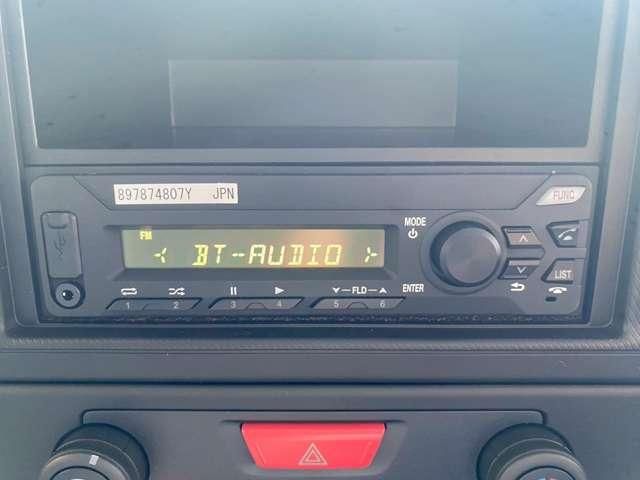 897874807Y JPN
FUNC
MODE
FM
BT-AUDIO
LIST
ENTER
FLD
1 2 3 4 5 6